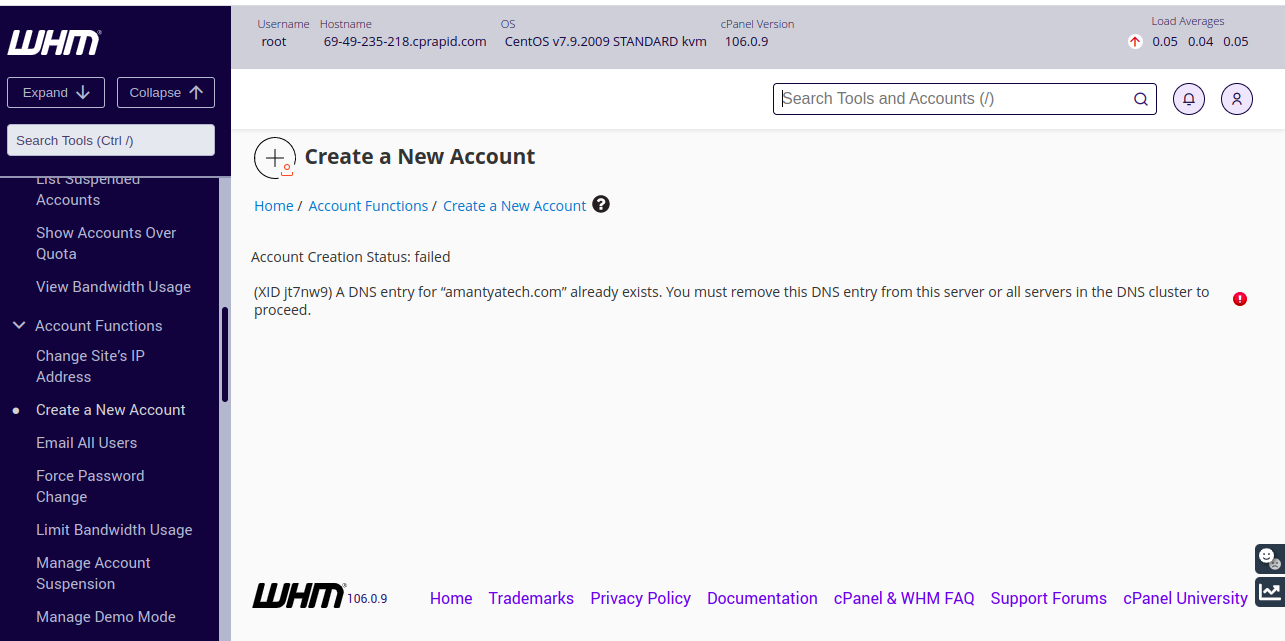 WHM
Expand
Collapse
Search Tools (Ctrl /)
List Suspended
Accounts
Show Accounts Over
Quota
View Bandwidth Usage
Account Functions
Change Site's IP
Address
Create a New Account
Email All Users
Force Password
Change
Limit Bandwidth Usage
Manage Account
Suspension
Manage Demo Mode
Username Hostname OS cPanel Version Load Averages
root 69-49-235-218.cprapid.com CentOS v7.9.2009 STANDARD kvm 106.0.9 0.05 0.04 0.05
Search Tools and Accounts (/)
Create a New Account
Home / Account Functions / Create a New Account
Account Creation Status: failed
(XID jt7nw9) A DNS entry for “amantyatech.com” already exists. You must remove this DNS entry from this server or all servers in the DNS cluster to
proceed.
WHM® 106.0.9 Home Trademarks Privacy Policy Documentation cPanel & WHM FAQ Support Forums cPanel University